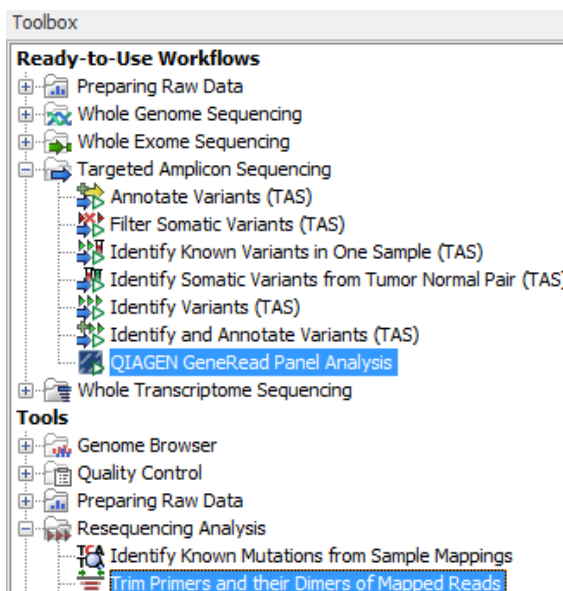 Toolbox
Ready-to-Use Workflows
Preparing Raw Data
Whole Genome Sequencing
Whole Exome Sequencing
Targeted Amplicon Sequencing
Annotate Variants (TAS)
Filter Somatic Variants (TAS)
Identify Known Variants in One Sample (TAS)
Identify Somatic Variants from Tumor Normal Pair (TAS)
Identify Variants (TAS)
Identify and Annotate Variants (TAS)
QIAGEN GeneRead Panel Analysis
Whole Transcriptome Sequencing
Tools
Genome Browser
Quality Control
Preparing Raw Data
Resequencing Analysis
Identify Known Mutations from Sample Mappings
Trim Primers and their Dimers of Mapped Reads